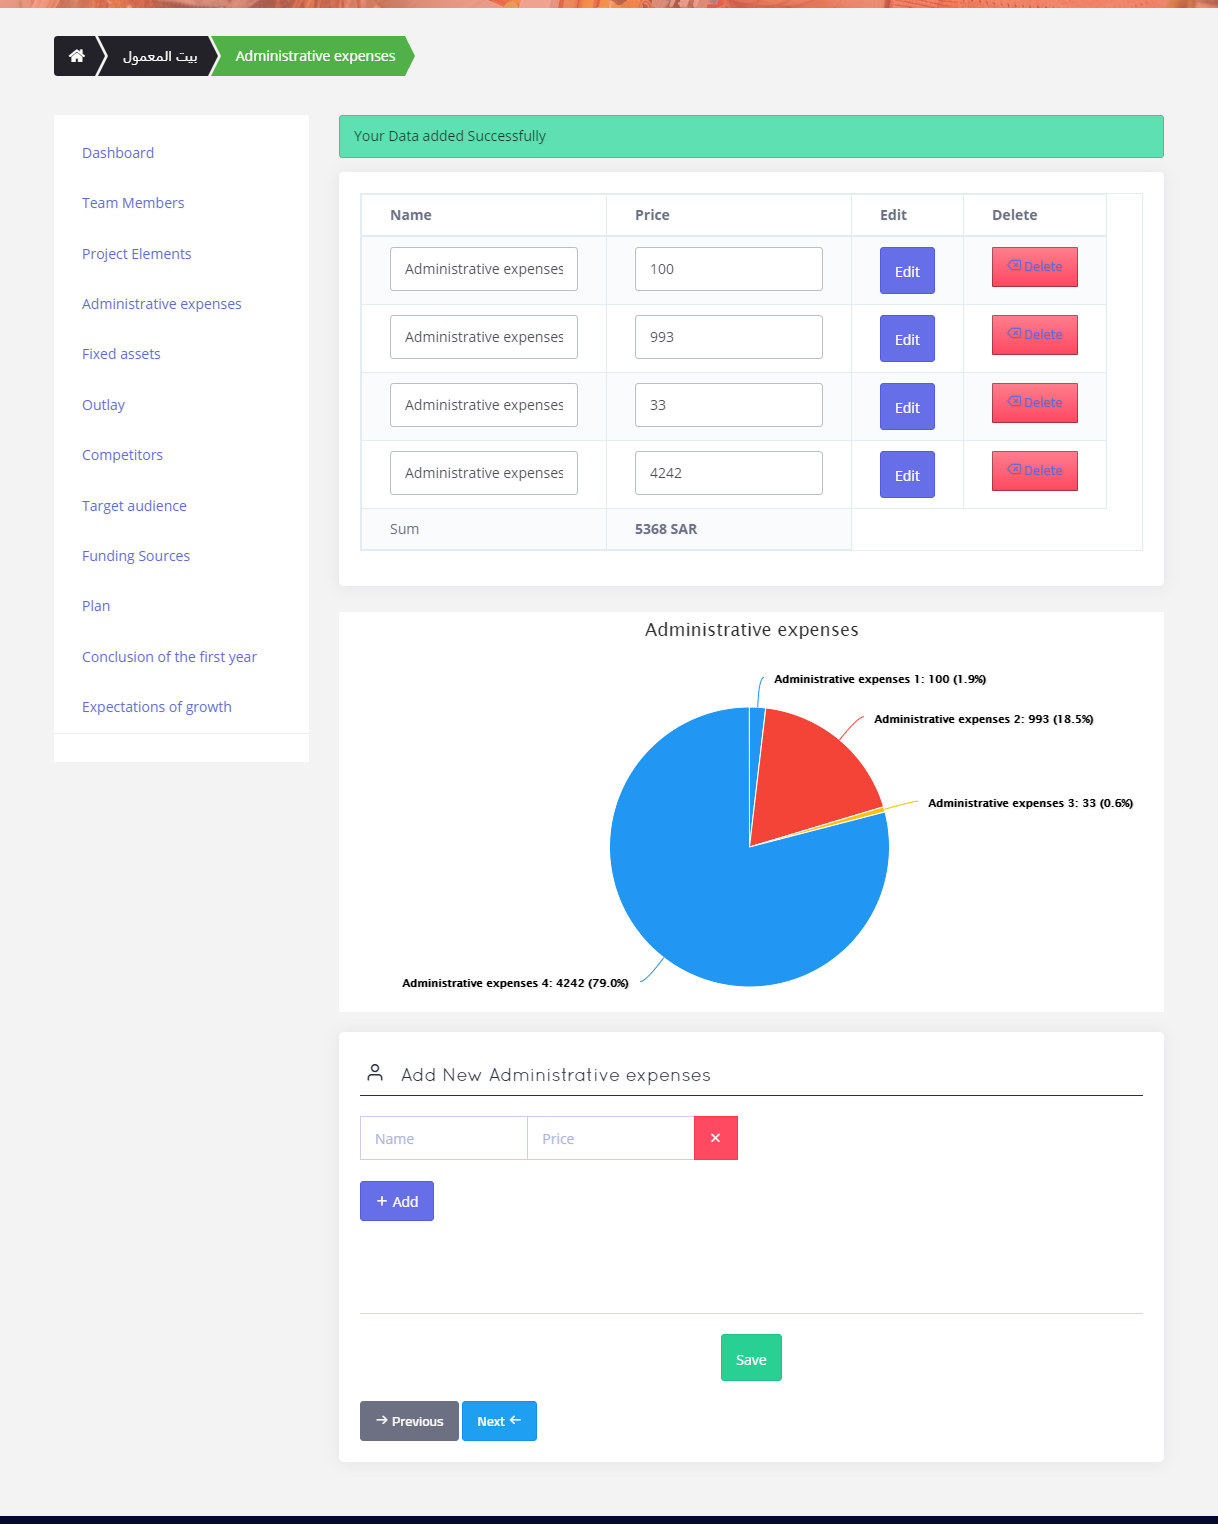 بيت المعمول
Administrative expenses
Dashboard
Team Members
Project Elements
Administrative expenses
Fixed assets
Outlay
Competitors
Target audience
Funding Sources
Plan
Conclusion of the first year
Expectations of growth
Your Data added Successfully
Name Price Edit Delete
Administrative expenses 100 Edit Delete
Administrative expenses 993 Edit Delete
Administrative expenses 33 Edit Delete
Administrative expenses 4242 Edit Delete
Sum 5368 SAR
Administrative expenses
Administrative expenses 1: 100 (1.9%)
Administrative expenses 2: 993 (18.5%)
Administrative expenses 3: 33 (0.6%)
Administrative expenses 4: 4242 (79.0%)
Add New Administrative expenses
Name Price
+ Add
Save
→ Previous Next ←